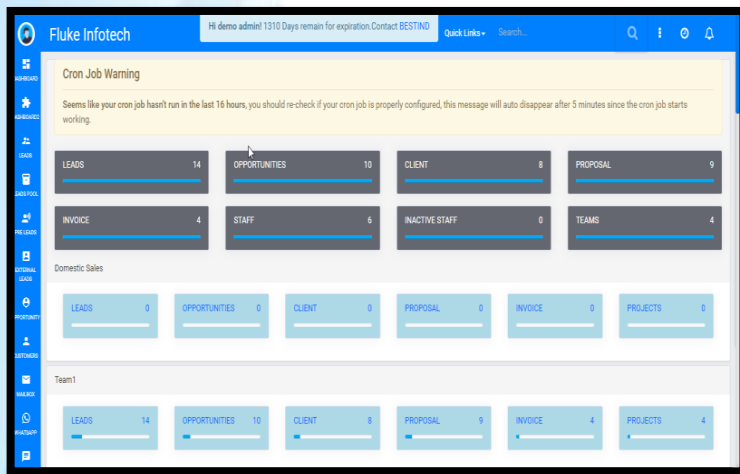 Fluke Infotech
Hi demo admin! 1310 Days remain for expiration.Contact BESTIND
Quick Links
Search...
Cron Job Warning
Seems like your cron job hasn't run in the last 16 hours, you should re-check if your cron job is properly configured, this message will auto disappear after 5 minutes since the cron job starts
working.
LEADS 14
OPPORTUNITIES 10
CLIENT 8
PROPOSAL 9
INVOICE 4
STAFF 6
INACTIVE STAFF 0
TEAMS 4
Domestic Sales
LEADS 0
OPPORTUNITIES 0
CLIENT 0
PROPOSAL 0
INVOICE 0
PROJECTS 0
Team1
LEADS 14
OPPORTUNITIES 10
CLIENT 8
PROPOSAL 9
INVOICE 4
PROJECTS 4
LEADS
LEADS POOL
PRE LEADS
EXTERNAL
LEADS
CUSTOMERS
MAILBOX
WHATSAPP